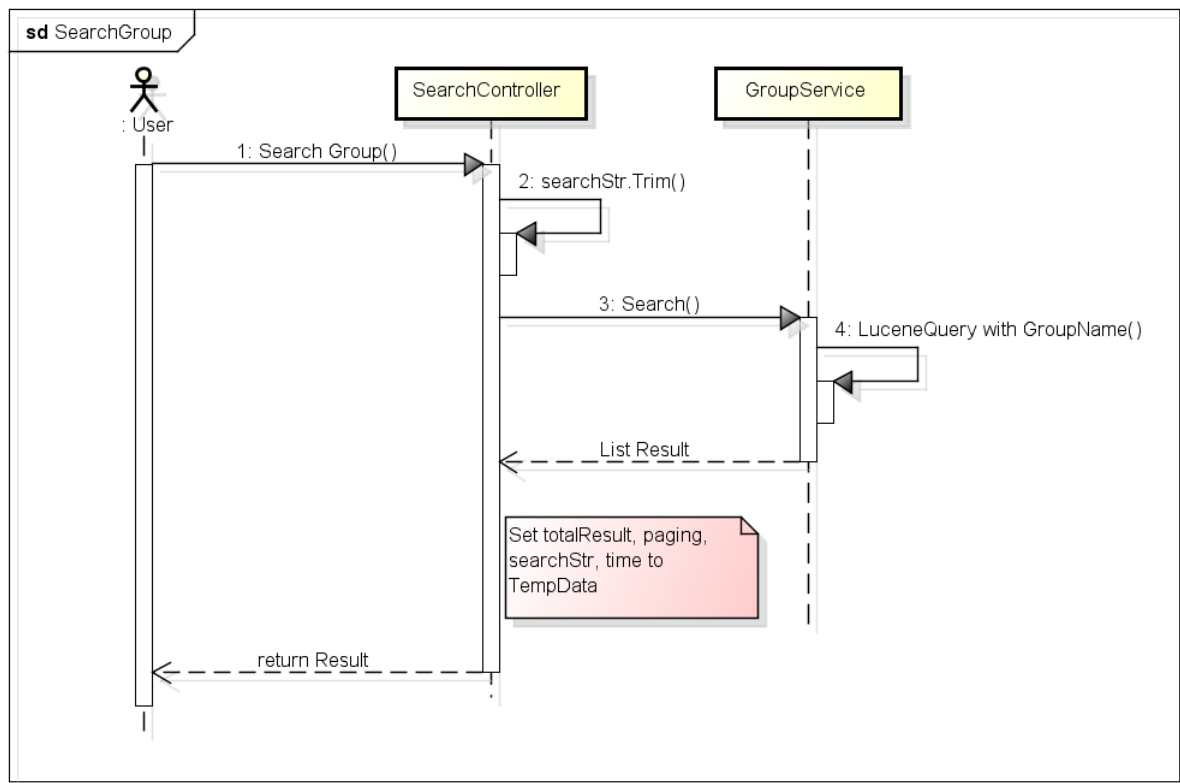 sd SearchGroup
: User
SearchController
GroupService
1: Search Group()
2: searchStr.Trim()
3: Search()
4: LuceneQuery with GroupName()
List Result
Set totalResult, paging,
searchStr, time to
TempData
return Result